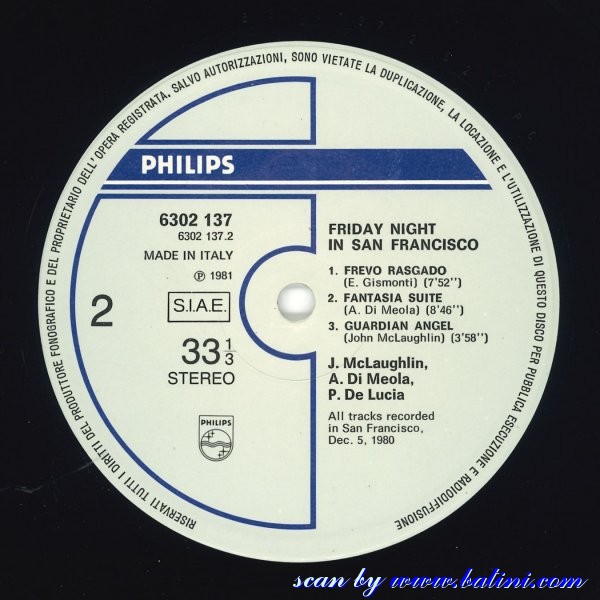 RISERVATI TUTTI I DIRITTI DEL PRODUTTORE FONOGRAFICO E DEL PROPRIETARIO DELL'OPERA REGISTRATA, SALVO AUTORIZZAZIONI, SONO VIETATE LA DUPLICAZIONE, LA LOCAZIONE E L'UTILIZZAZIONE DI QUESTO DISCO PER PUBBLICA ESECUZIONE E RADIODIFFUSIONE
PHILIPS
6302 137
6302 137.2
MADE IN ITALY
Ⓟ 1981
S.I.A.E.
2
33 1/3
STEREO
PHILIPS
FRIDAY NIGHT
IN SAN FRANCISCO
1. FREVO RASGADO
(E. Gismonti) (7'52'')
2. FANTASIA SUITE
(A. Di Meola) (8'46'')
3. GUARDIAN ANGEL
(John McLaughlin) (3'58'')
J. McLaughlin,
A. Di Meola,
P. De Lucia
All tracks recorded
in San Francisco,
Dec. 5, 1980
scan by www.batini.com